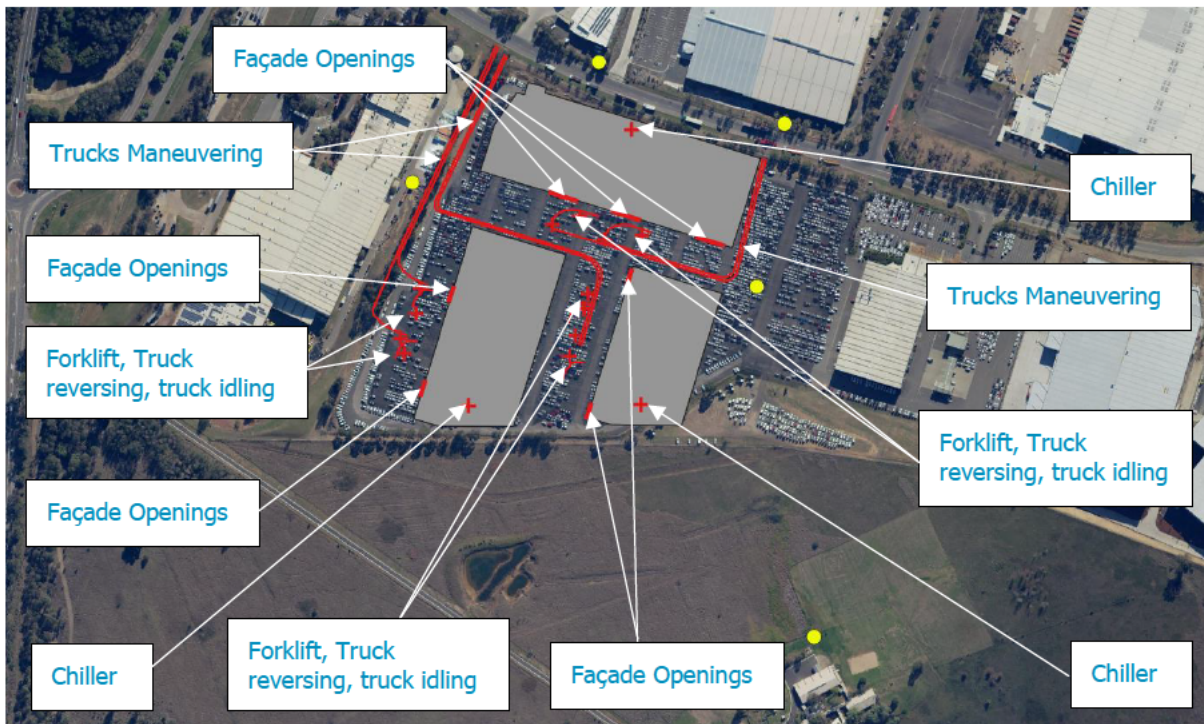 Façade Openings
Trucks Maneuvering
Chiller
Façade Openings
Trucks Maneuvering
Forklift, Truck
reversing, truck idling
Forklift, Truck
reversing, truck idling
Façade Openings
Forklift, Truck
reversing, truck idling
Chiller
Façade Openings
Chiller